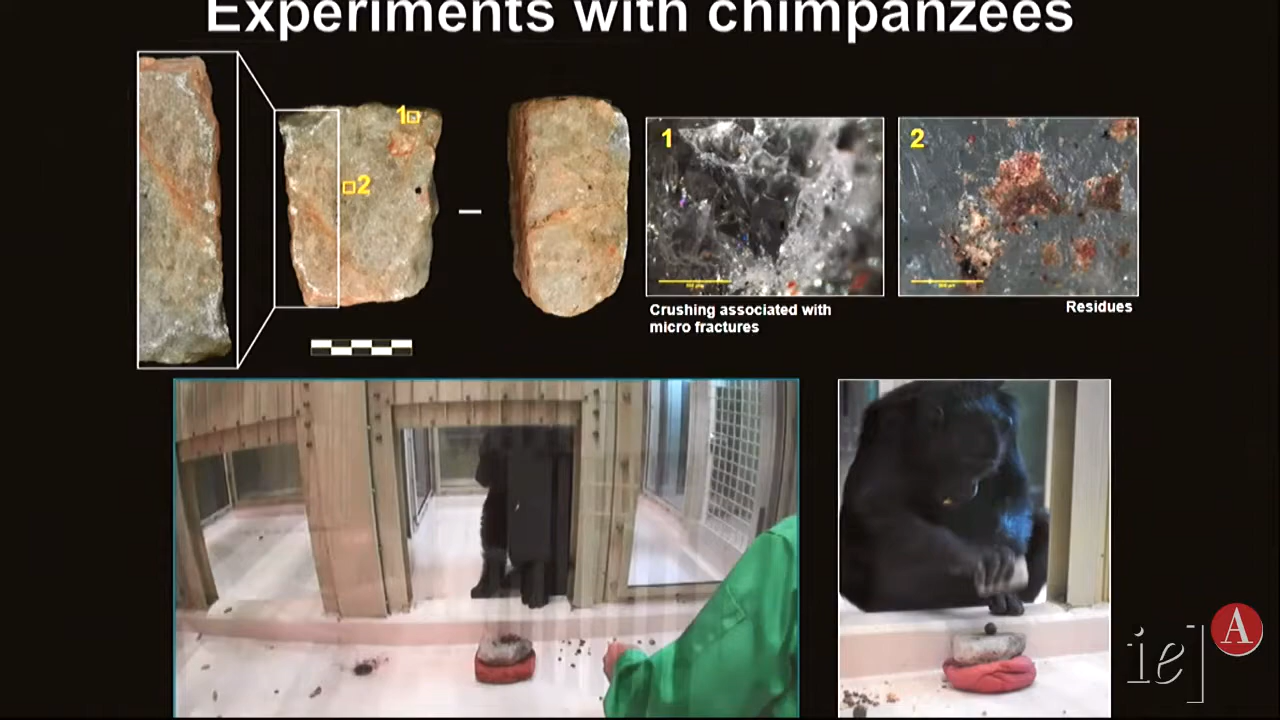 Experiments with chimpanzees
1
2
1
2
Crushing associated with
micro fractures
Residues
ie]
A